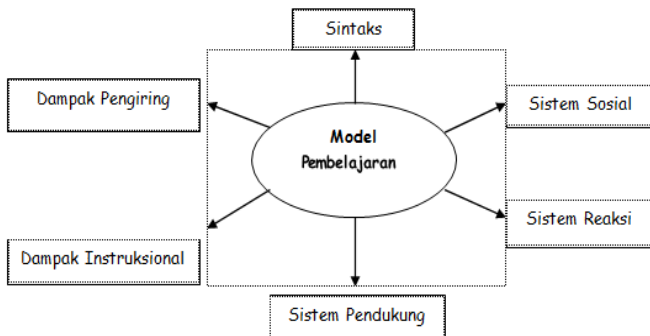 Sintaks
Dampak Pengiring
Sistem Sosial
Model
Pembelajaran
Sistem Reaksi
Dampak Instruksional
Sistem Pendukung